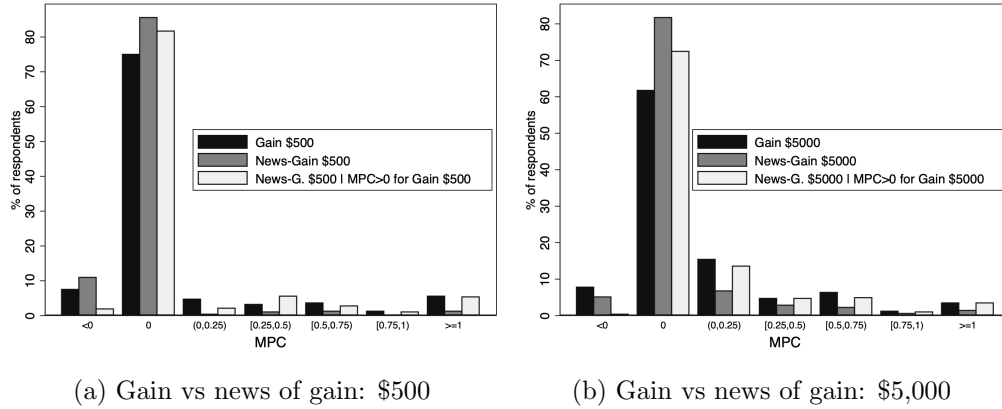 % of respondents
80
70
60
50
40
30
20
10
0
Gain $500
News-Gain $500
News-G. $500 | MPC>0 for Gain $500
<0 0 (0,0.25) [0.25,0.5) [0.5,0.75) [0.75,1) >=1
MPC
(a) Gain vs news of gain: $500
% of respondents
80
70
60
50
40
30
20
10
0
Gain $5000
News-Gain $5000
News-G. $5000 | MPC>0 for Gain $5000
<0 0 (0,0.25) [0.25,0.5) [0.5,0.75) [0.75,1) >=1
MPC
(b) Gain vs news of gain: $5,000